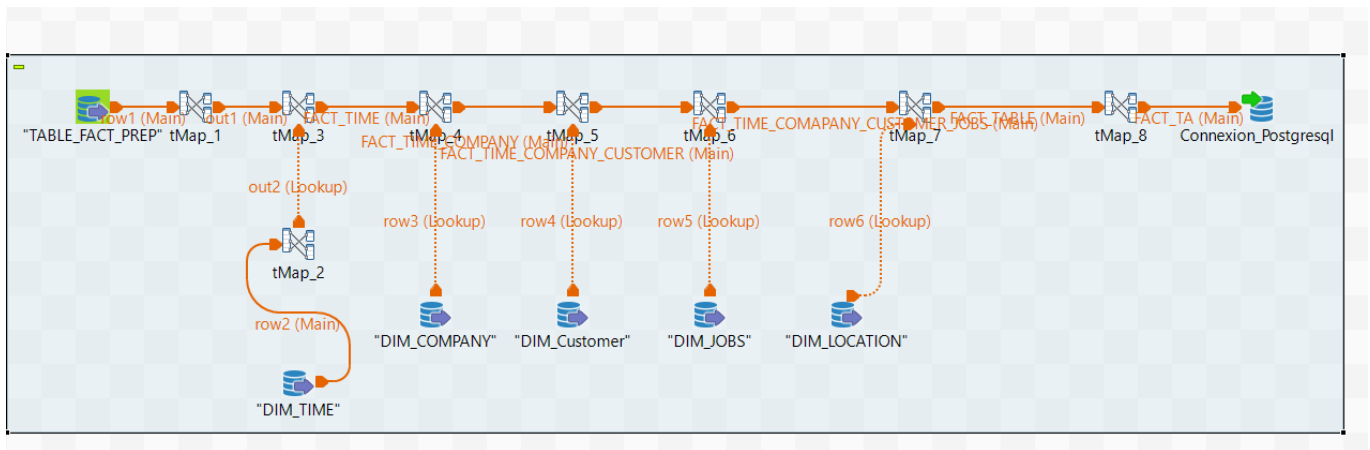 row1 (Main)
out1 (Main)
FACT_TIME (Main)
FACT_TIME_COMPANY (Main)
FACT_TIME_COMPANY_CUSTOMER (Main)
FACT_TIME_COMAPANY_CUSTOMER_JOBS (Main)
FACT_TABLE (Main)
FACT_TA (Main)
"TABLE_FACT_PREP"
tMap_1
tMap_3
tMap_4
tMap_5
tMap_6
tMap_7
tMap_8
Connexion_Postgresql
out2 (Lookup)
row3 (Lookup)
row4 (Lookup)
row5 (Lookup)
row6 (Lookup)
tMap_2
row2 (Main)
"DIM_COMPANY"
"DIM_Customer"
"DIM_JOBS"
"DIM_LOCATION"
"DIM_TIME"